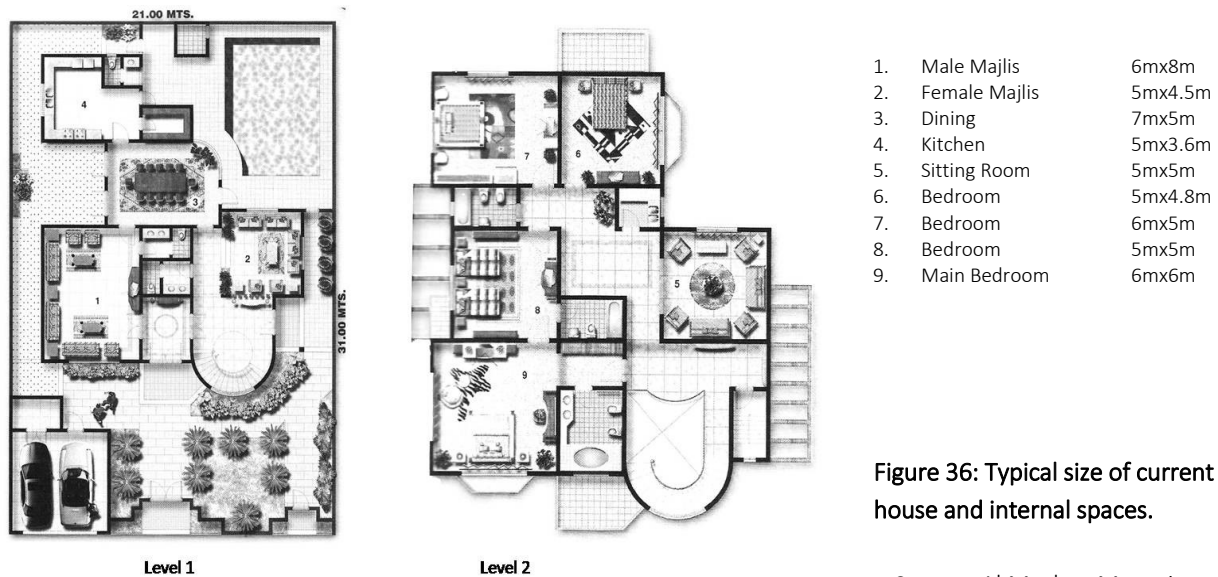 21.00 MTS.
31.00 MTS.
4
3
2
1
7
6
5
8
9
Level 1
Level 2
1. Male Majlis 6mx8m
2. Female Majlis 5mx4.5m
3. Dining 7mx5m
4. Kitchen 5mx3.6m
5. Sitting Room 5mx5m
6. Bedroom 5mx4.8m
7. Bedroom 6mx5m
8. Bedroom 5mx5m
9. Main Bedroom 6mx6m
Figure 36: Typical size of current
house and internal spaces.